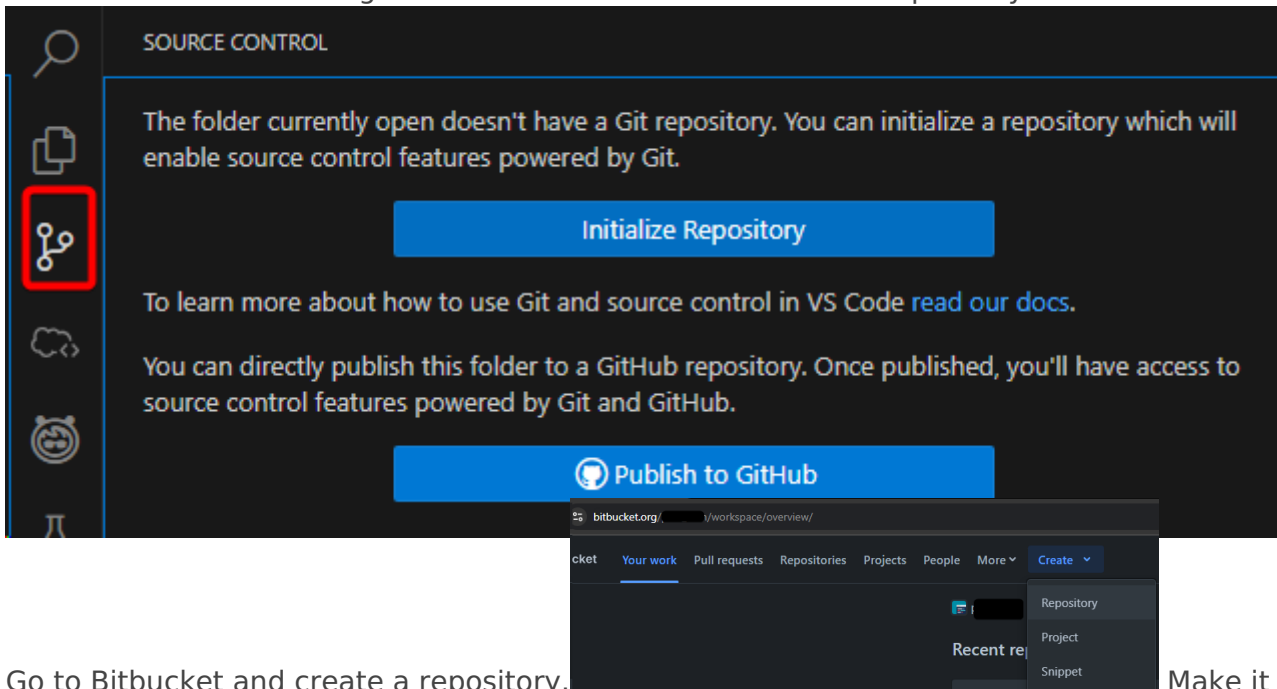 SOURCE CONTROL
The folder currently open doesn't have a Git repository. You can initialize a repository which will
enable source control features powered by Git.
Initialize Repository
To learn more about how to use Git and source control in VS Code read our docs.
You can directly publish this folder to a GitHub repository. Once published, you'll have access to
source control features powered by Git and GitHub.
Publish to GitHub
bitbucket.org/ /workspace/overview/
cket Your work Pull requests Repositories Projects People More Create
Repository
Project
Recent re
Snippet
Go to Bitbucket and create a repository. Make it